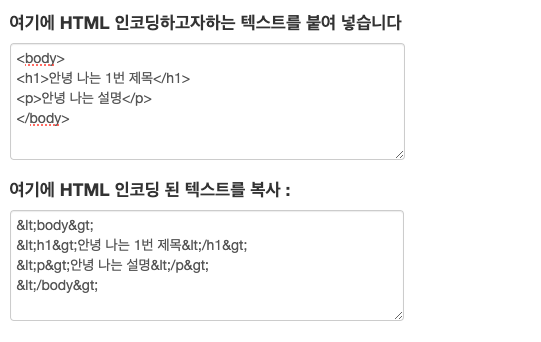 여기에 HTML 인코딩하고자하는 텍스트를 붙여 넣습니다
<body>
<h1>안녕 나는 1번 제목</h1>
<p>안녕 나는 설명</p>
</body>
여기에 HTML 인코딩 된 텍스트를 복사 :
&lt;body&gt;
&lt;h1&gt;안녕 나는 1번 제목&lt;/h1&gt;
&lt;p&gt;안녕 나는 설명&lt;/p&gt;
&lt;/body&gt;